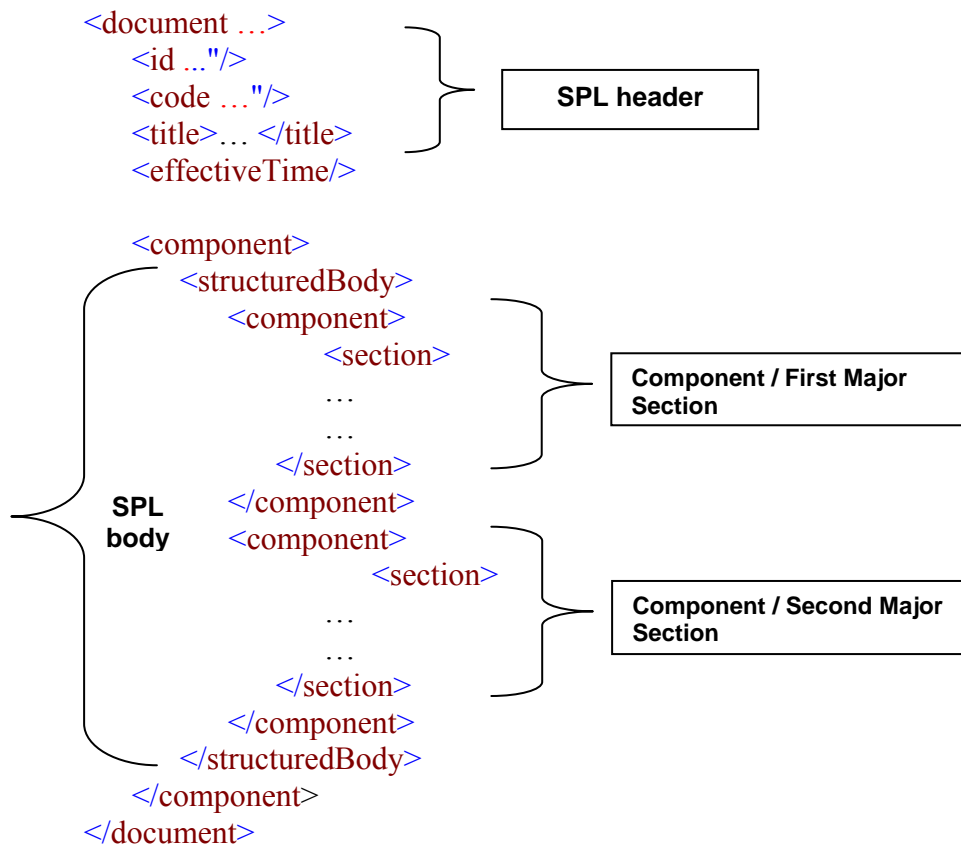 <document …>
<id ..."/>
<code …"/>
SPL header
<title>… </title>
<effectiveTime/>
<component>
<structuredBody>
<component>
<section>
Component / First Major
Section
…
…
</section>
SPL
body
</component>
<component>
<section>
Component / Second Major
Section
…
…
</section>
</component>
</structuredBody>
</component>
</document>